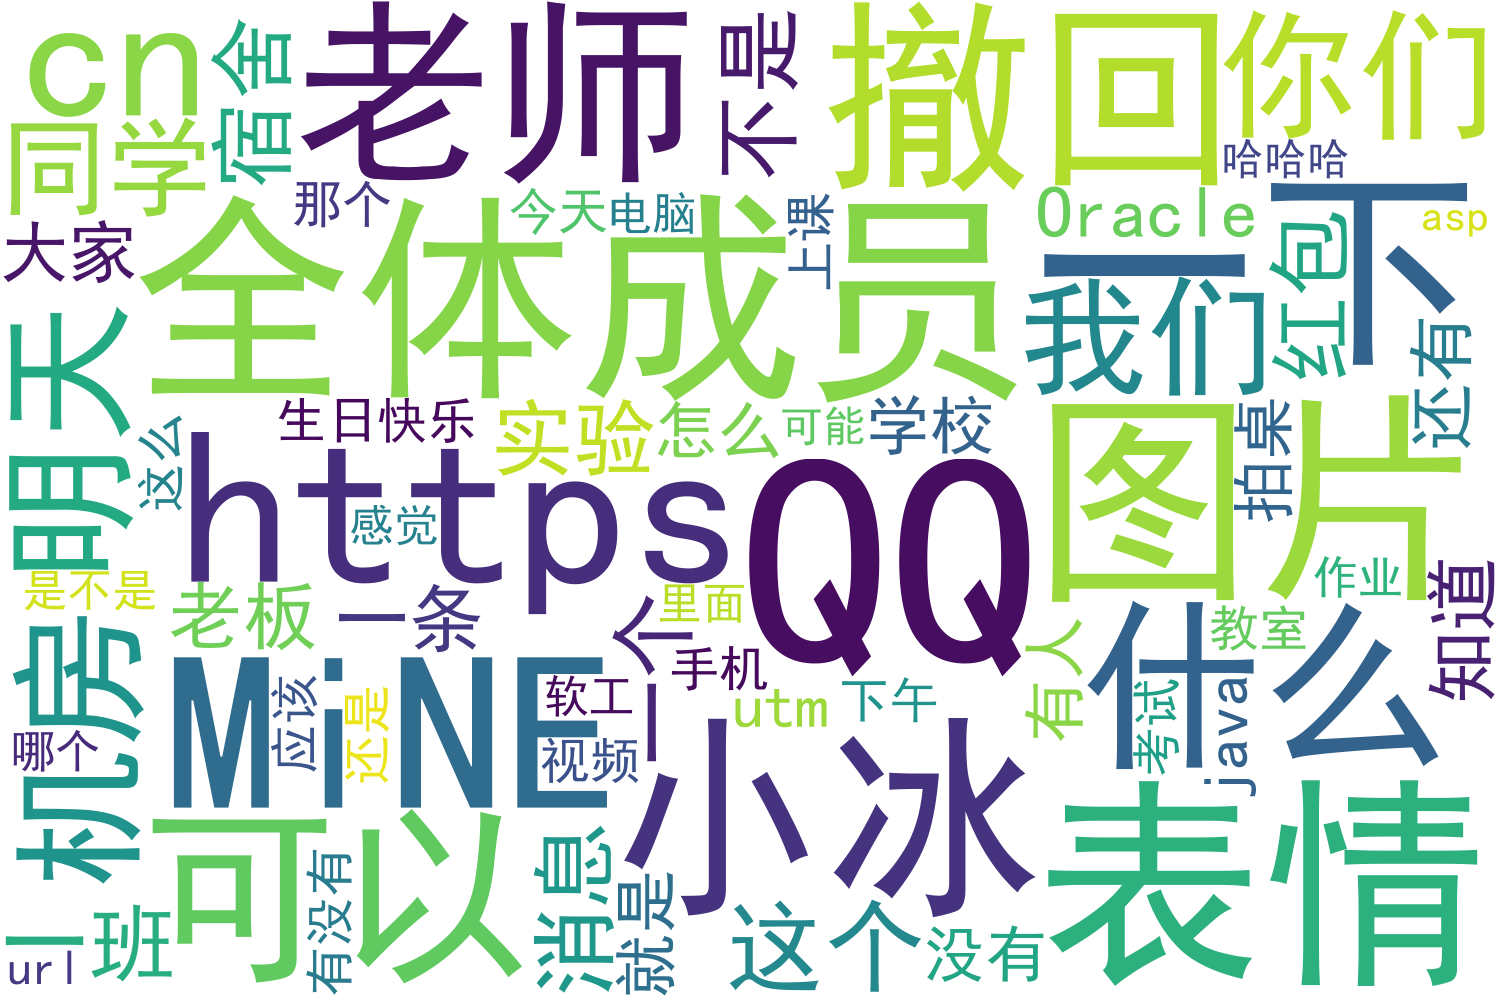 cn
宿舍
老师
不是
撤回
你们
同学
哈哈哈
大家
那个
今天
电脑
上课
Oracle
红包
一下
asp
全体成员
我们
还有
明天
生日快乐
实验
怎么
可能
学校
拍桌
图片
这么
https
感觉
QQ
是不是
老板
一条
一个
里面
作业
什么
教室
知道
机房
MiNE
手机
软工
utm
下午
有人
考试
java
哪个
应该
还是
视频
小冰
表情
可以
消息
就是
这个
没有
一班
url
有没有